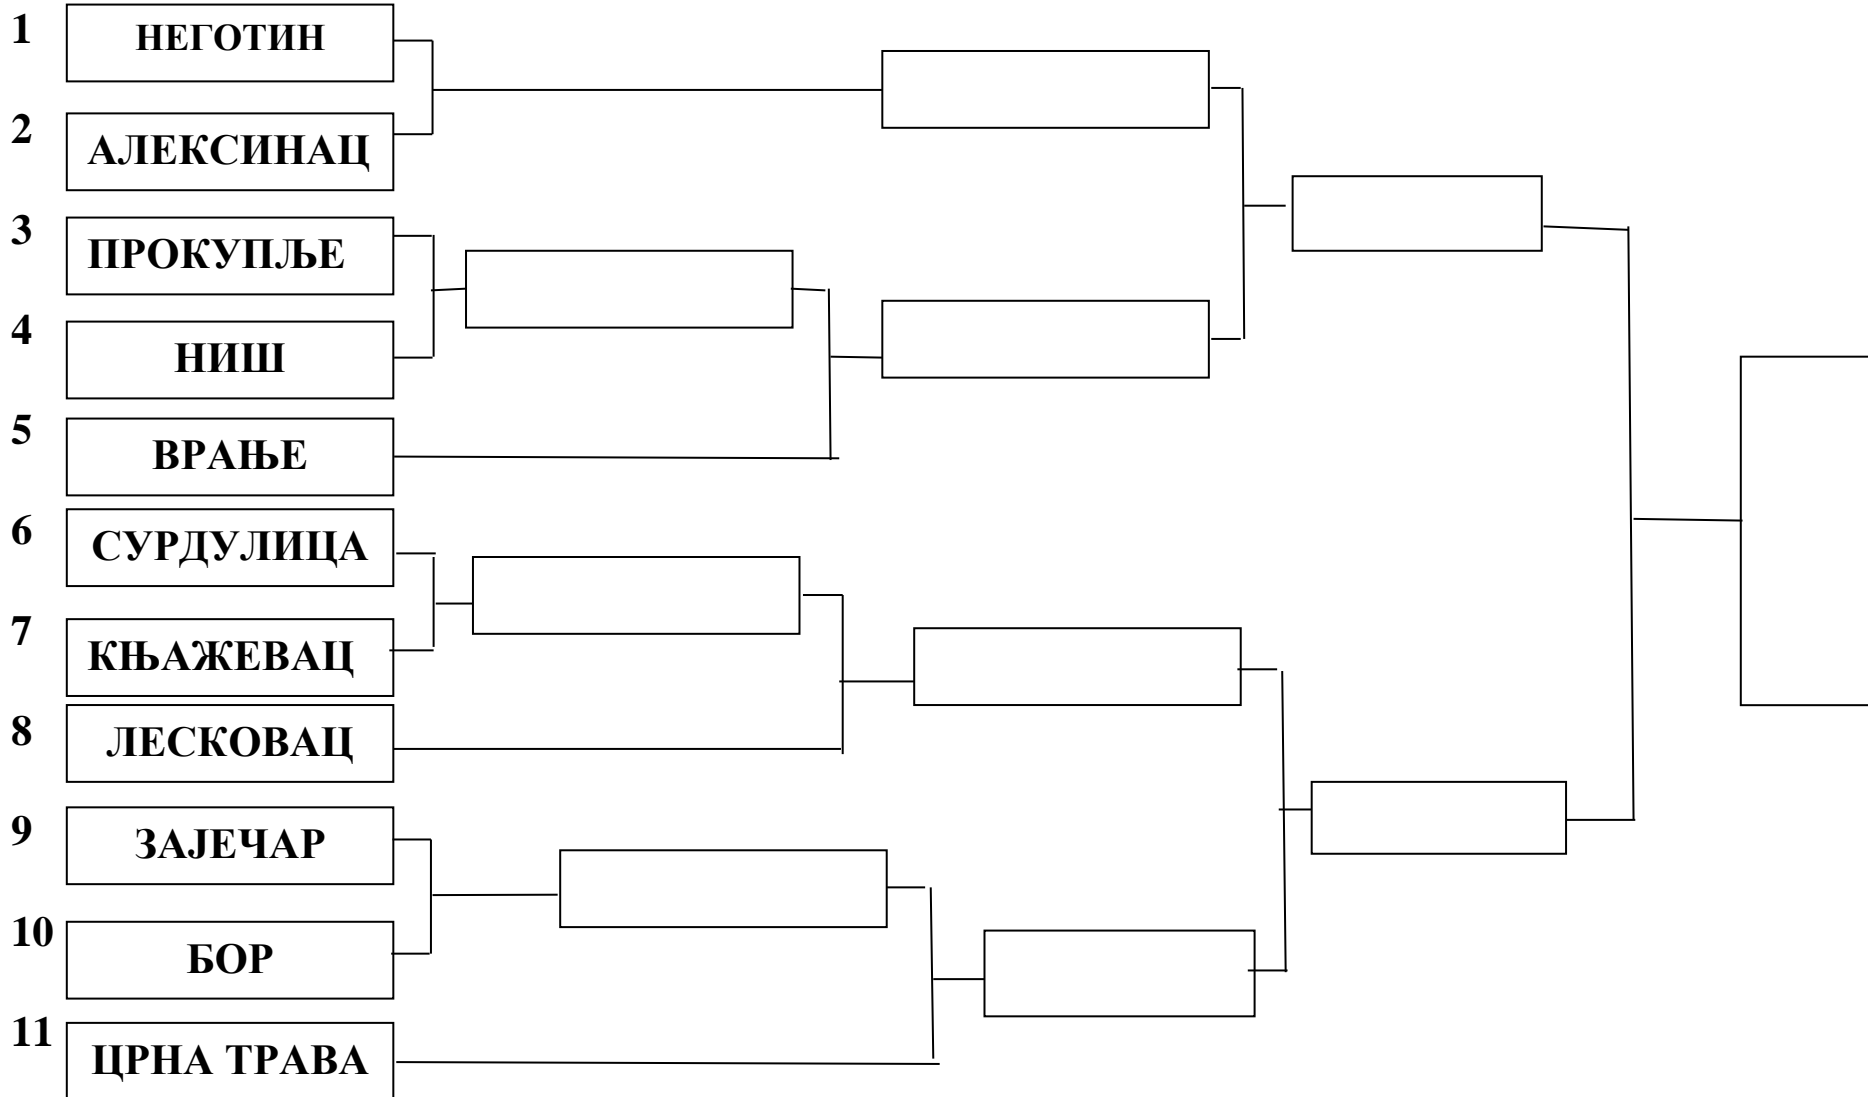 1 НЕГОТИН
2 АЛЕКСИНАЦ
3 ПРОКУПЉЕ
4 НИШ
5 ВРАЊЕ
6 СУРДУЛИЦА
7 КЊАЖЕВАЦ
8 ЛЕСКОВАЦ
9 ЗАЈЕЧАР
10 БОР
11 ЦРНА ТРАВА